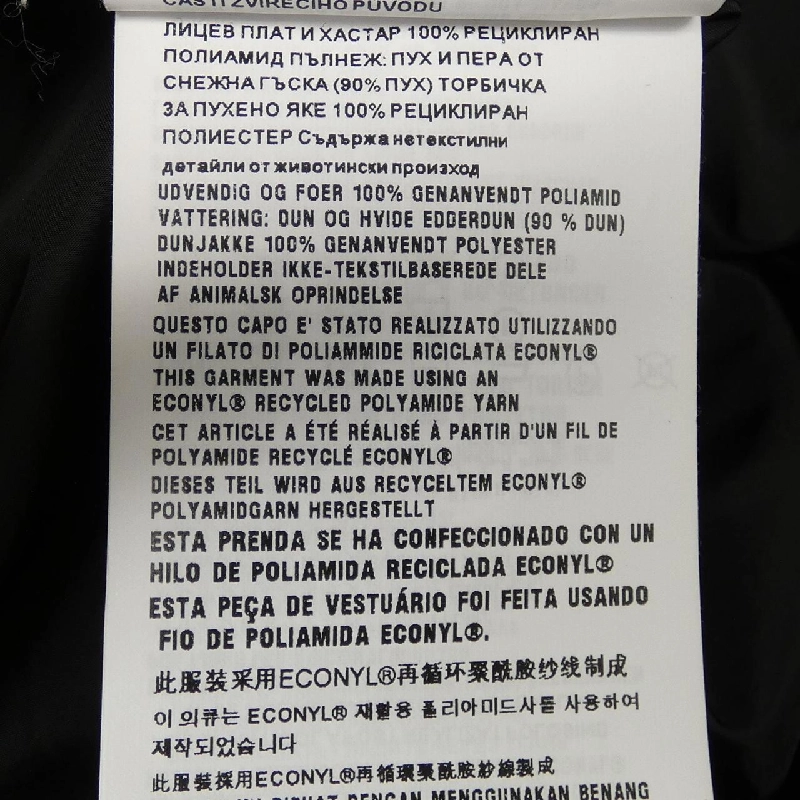 ČÁSTI ZVÍŘECÍHO PŮVODU
ЛИЦЕВ ПЛАТ И ХАСТАР 100% РЕЦИКЛИРАН
ПОЛИАМИД ПЪЛНЕЖ: ПУХ И ПЕРА ОТ
СНЕЖНА ГЪСКА (90% ПУХ) ТОРБИЧКА
ЗА ПУХЕНО ЯКЕ 100% РЕЦИКЛИРАН
ПОЛИЕСТЕР Съдържа нетекстилни
детайли от животински произход
UDVENDIG OG FOER 100% GENANVENDT POLIAMID
VATTERING: DUN OG HVIDE EDDERDUN (90 % DUN)
DUNJAKKE 100% GENANVENDT POLYESTER
INDEHOLDER IKKE-TEKSTILBASEREDE DELE
AF ANIMALSK OPRINDELSE
QUESTO CAPO E' STATO REALIZZATO UTILIZZANDO
UN FILATO DI POLIAMMIDE RICICLATA ECONYL®
THIS GARMENT WAS MADE USING AN
ECONYL® RECYCLED POLYAMIDE YARN
CET ARTICLE A ÉTÉ RÉALISÉ À PARTIR D'UN FIL DE
POLYAMIDE RECYCLÉ ECONYL®
DIESES TEIL WIRD AUS RECYCELTEM ECONYL®
POLYAMIDGARN HERGESTELLT
ESTA PRENDA SE HA CONFECCIONADO CON UN
HILO DE POLIAMIDA RECICLADA ECONYL®
ESTA PEÇA DE VESTUÁRIO FOI FEITA USANDO
FIO DE POLIAMIDA ECONYL®.
此服装采用ECONYL®再循环聚酰胺纱线制成
이 의류는 ECONYL® 재활용 폴리아미드사를 사용하여
제작되었습니다
此服裝採用ECONYL®再循環聚酰胺紗線製成
DIBUAT DENGAN MENGGUNAKAN BENANG